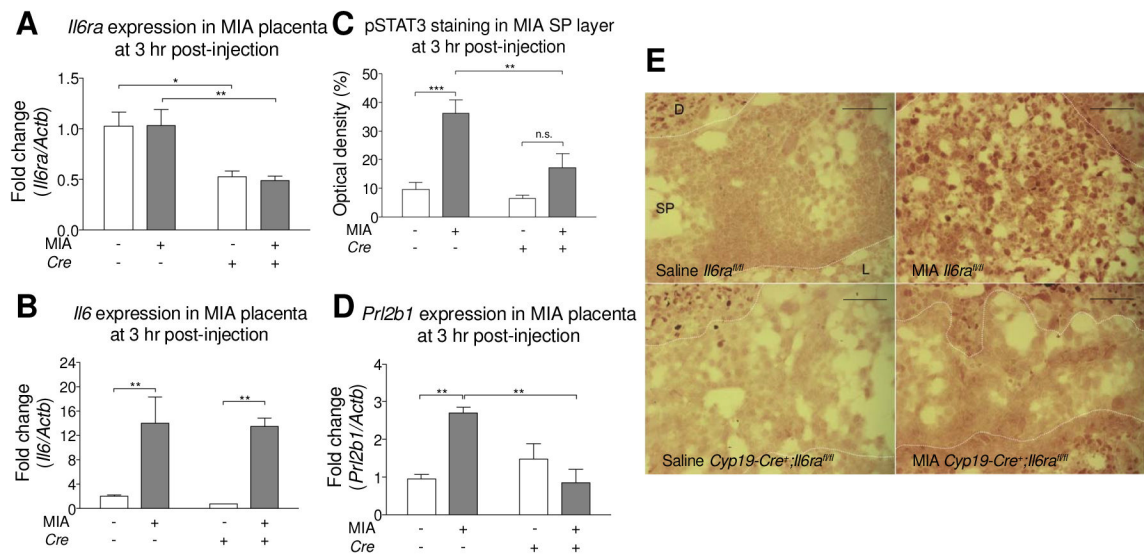 A
Il6ra expression in MIA placenta
at 3 hr post-injection
Fold change
(Il6ra/Actb)
1.5
1.0
0.5
0.0
*
**
MIA - + - +
Cre - - + +
C
pSTAT3 staining in MIA SP layer
at 3 hr post-injection
Optical density (%)
50
40
30
20
10
0
***
**
n.s.
MIA - + - +
Cre - - + +
B
Il6 expression in MIA placenta
at 3 hr post-injection
Fold change
(Il6/Actb)
24
20
16
12
8
4
0
**
**
MIA - + - +
Cre - - + +
D
Prl2b1 expression in MIA placenta
at 3 hr post-injection
Fold change
(Prl2b1/Actb)
4
3
2
1
0
**
**
MIA - + - +
Cre - - + +
E
D
SP
L
Saline Il6rafl/fl
MIA Il6rafl/fl
Saline Cyp19-Cre+;Il6rafl/fl
MIA Cyp19-Cre+;Il6rafl/fl